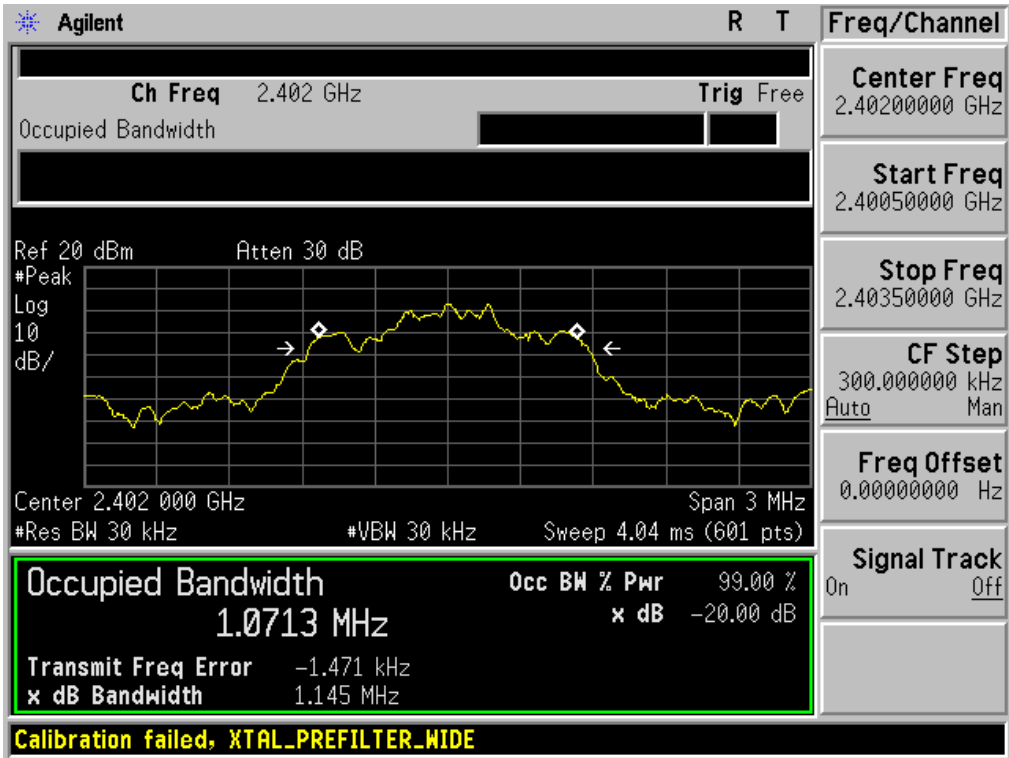 Agilent R T
Freq/Channel
Ch Freq 2.402 GHz Trig Free
Occupied Bandwidth
Ref 20 dBm Atten 30 dB
#Peak
Log
10
dB/
Center 2.402 000 GHz Span 3 MHz
#Res BW 30 kHz #VBW 30 kHz Sweep 4.04 ms (601 pts)
Occupied Bandwidth
1.0713 MHz
Occ BW % Pwr 99.00 %
x dB -20.00 dB
Transmit Freq Error -1.471 kHz
x dB Bandwidth 1.145 MHz
Calibration failed, XTAL_PREFILTER_WIDE
Center Freq
2.40200000 GHz
Start Freq
2.40050000 GHz
Stop Freq
2.40350000 GHz
CF Step
300.000000 kHz
Auto Man
Freq Offset
0.00000000 Hz
Signal Track
On Off